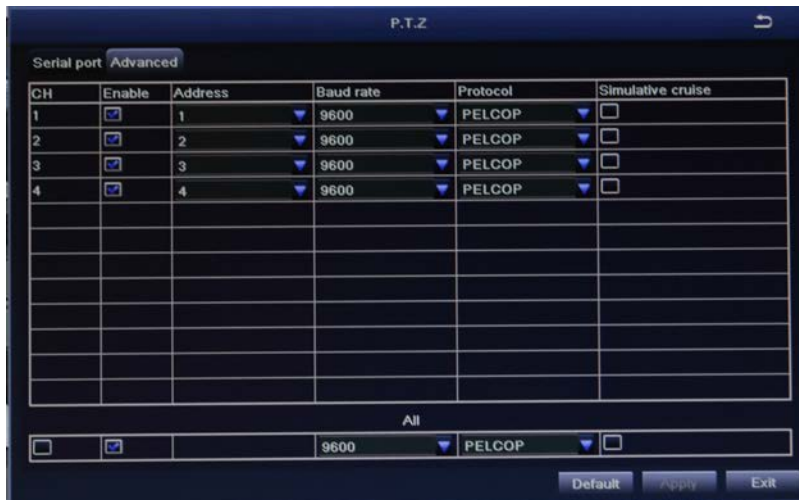 P.T.Z
Serial port Advanced
CH Enable Address Baud rate Protocol Simulative cruise
1 1 9600 PELCOP
2 2 9600 PELCOP
3 3 9600 PELCOP
4 4 9600 PELCOP
All
9600 PELCOP
Default Apply Exit